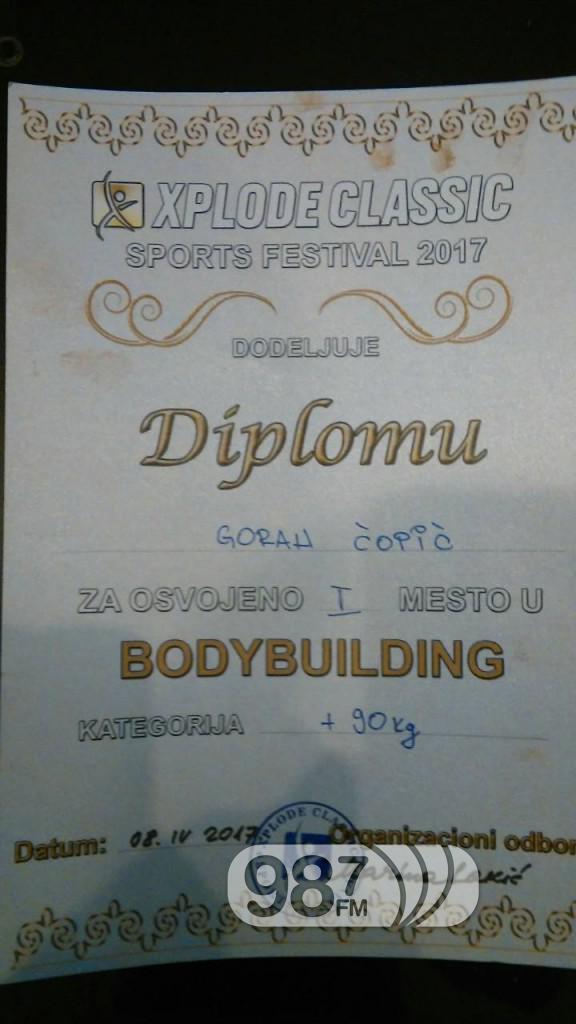 XPLODE CLASSIC
SPORTS FESTIVAL 2017
DODELJUJE
Diplomu
GORAN ČOPIČ
ZA OSVOJENO I MESTO U
BODYBUILDING
KATEGORIJA +90kg
Datum: 08. IV 2017 Organizacioni odbor
987 FM